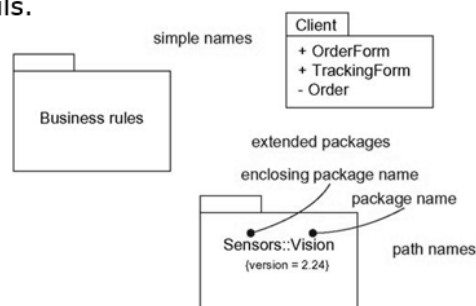 ils.
simple names
Client
+ OrderForm
+ TrackingForm
- Order
Business rules
extended packages
enclosing package name
package name
Sensors::Vision
{version = 2.24}
path names